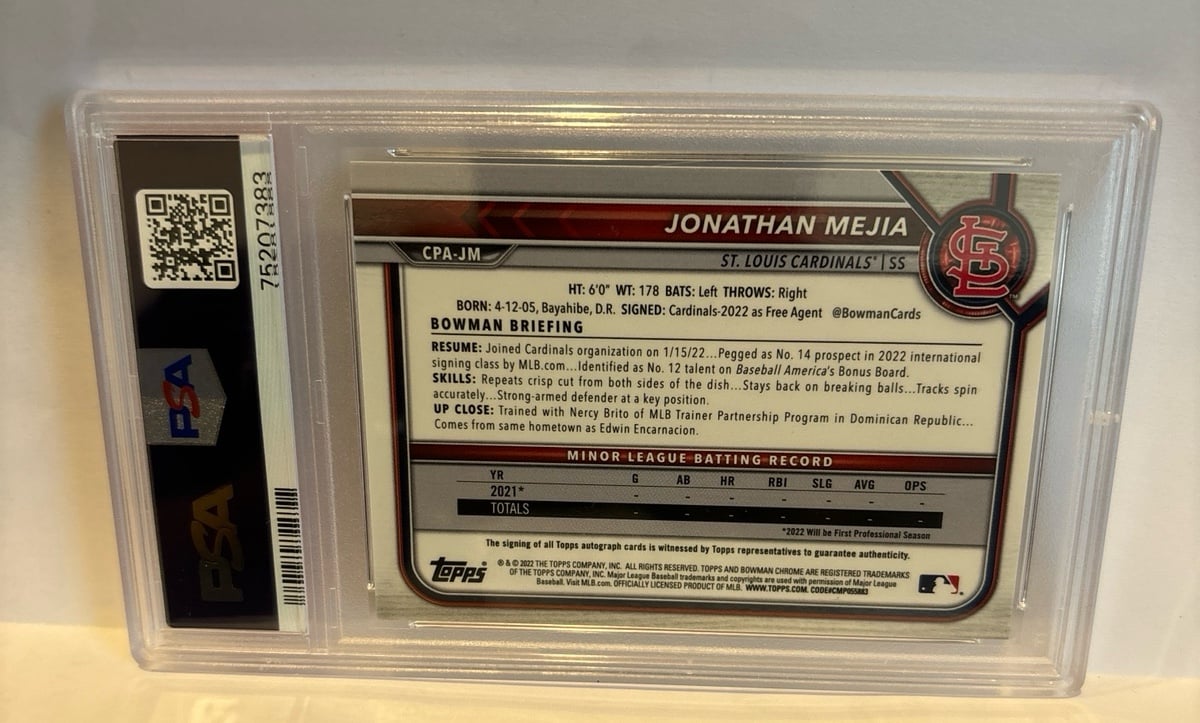 75207383
PSA
PSA
JONATHAN MEJIA
CPA-JM
ST. LOUIS CARDINALS® | SS
STL
TM
HT: 6'0" WT: 178 BATS: Left THROWS: Right
BORN: 4-12-05, Bayahibe, D.R. SIGNED: Cardinals-2022 as Free Agent @BowmanCards
BOWMAN BRIEFING
RESUME: Joined Cardinals organization on 1/15/22...Pegged as No. 14 prospect in 2022 international
signing class by MLB.com...Identified as No. 12 talent on Baseball America's Bonus Board.
SKILLS: Repeats crisp cut from both sides of the dish...Stays back on breaking balls...Tracks spin
accurately...Strong-armed defender at a key position.
UP CLOSE: Trained with Nercy Brito of MLB Trainer Partnership Program in Dominican Republic...
Comes from same hometown as Edwin Encarnacion.
MINOR LEAGUE BATTING RECORD
YR G AB HR RBI SLG AVG OPS
2021* - - - - - - -
TOTALS - - - - - - -
*2022 Will be First Professional Season
The signing of all Topps autograph cards is witnessed by Topps representatives to guarantee authenticity.
Topps
® & © 2022 THE TOPPS COMPANY, INC. ALL RIGHTS RESERVED. TOPPS AND BOWMAN CHROME ARE REGISTERED TRADEMARKS
OF THE TOPPS COMPANY, INC. Major League Baseball trademarks and copyrights are used with permission of Major League
Baseball. Visit MLB.com. OFFICIALLY LICENSED PRODUCT OF MLB. WWW.TOPPS.COM. CODE#CMP055883